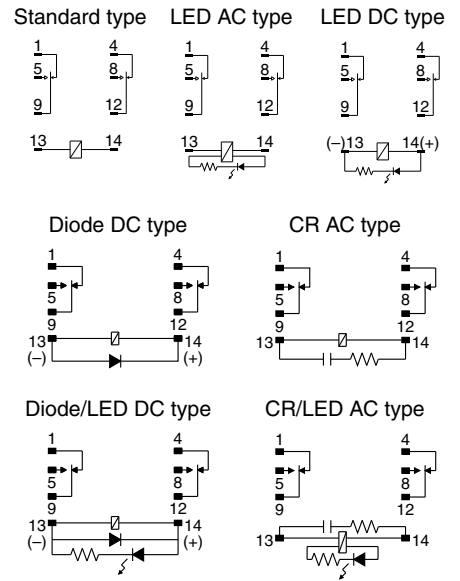 Standard type LED AC type LED DC type
1 4 1 4 1 4
5 8 5 8 5 8
9 12 9 12 9 12
13 14 13 14 (–)13 14(+)
Diode DC type CR AC type
1 4 1 4
5 8 5 8
9 12 9 12
13 14 13 14
(–) (+)
Diode/LED DC type CR/LED AC type
1 4 1 4
5 8 5 8
9 12 9 12
13 14 13 14
(–) (+)